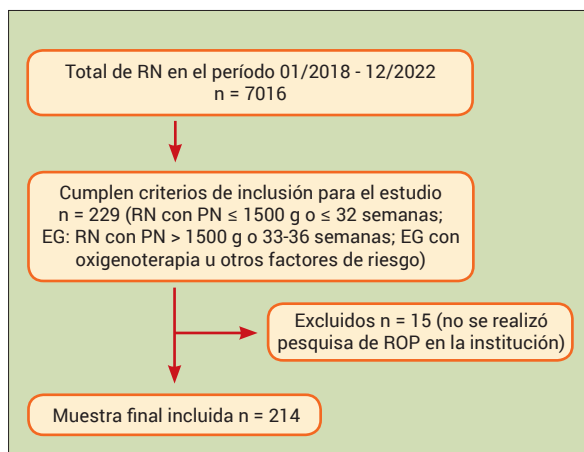 Total de RN en el período 01/2018 - 12/2022
n = 7016
Cumplen criterios de inclusión para el estudio
n = 229 (RN con PN ≤ 1500 g o ≤ 32 semanas;
EG: RN con PN > 1500 g o 33-36 semanas; EG con
oxigenoterapia u otros factores de riesgo)
Excluidos n = 15 (no se realizó
pesquisa de ROP en la institución)
Muestra final incluida n = 214